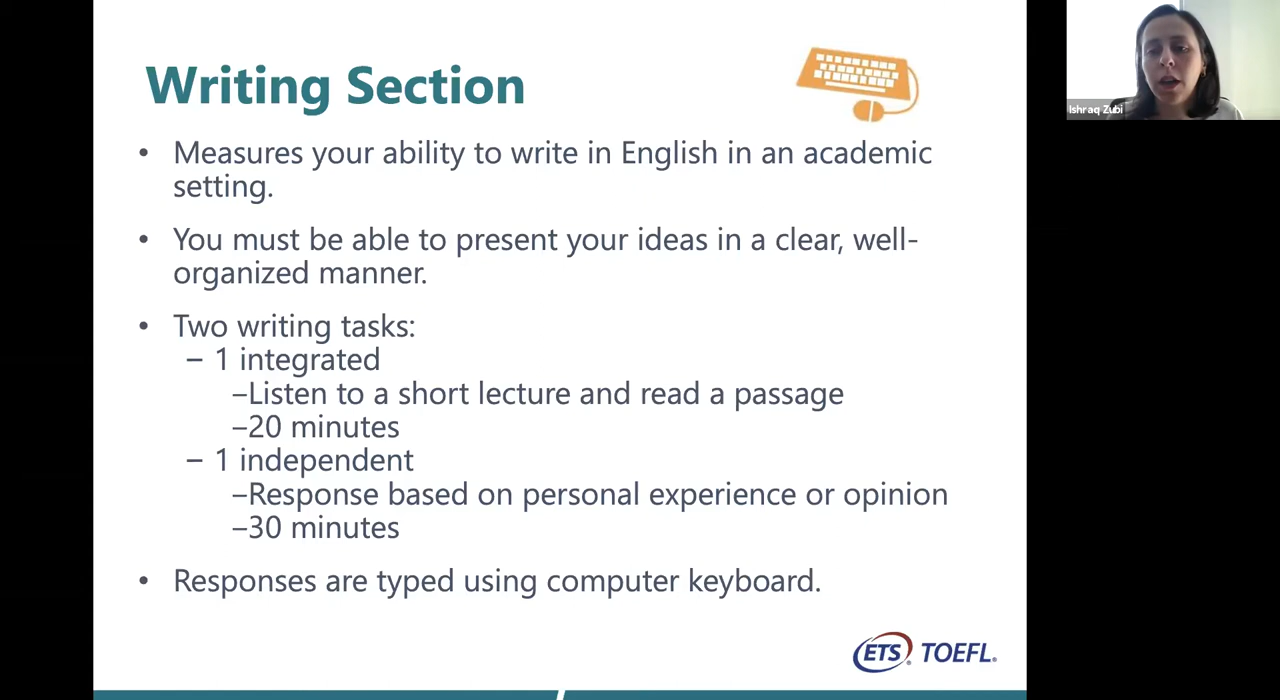 Writing Section
• Measures your ability to write in English in an academic
setting.
• You must be able to present your ideas in a clear, well-
organized manner.
• Two writing tasks:
– 1 integrated
–Listen to a short lecture and read a passage
–20 minutes
– 1 independent
–Response based on personal experience or opinion
–30 minutes
• Responses are typed using computer keyboard.
ETS® TOEFL®
Ishraq Zubi